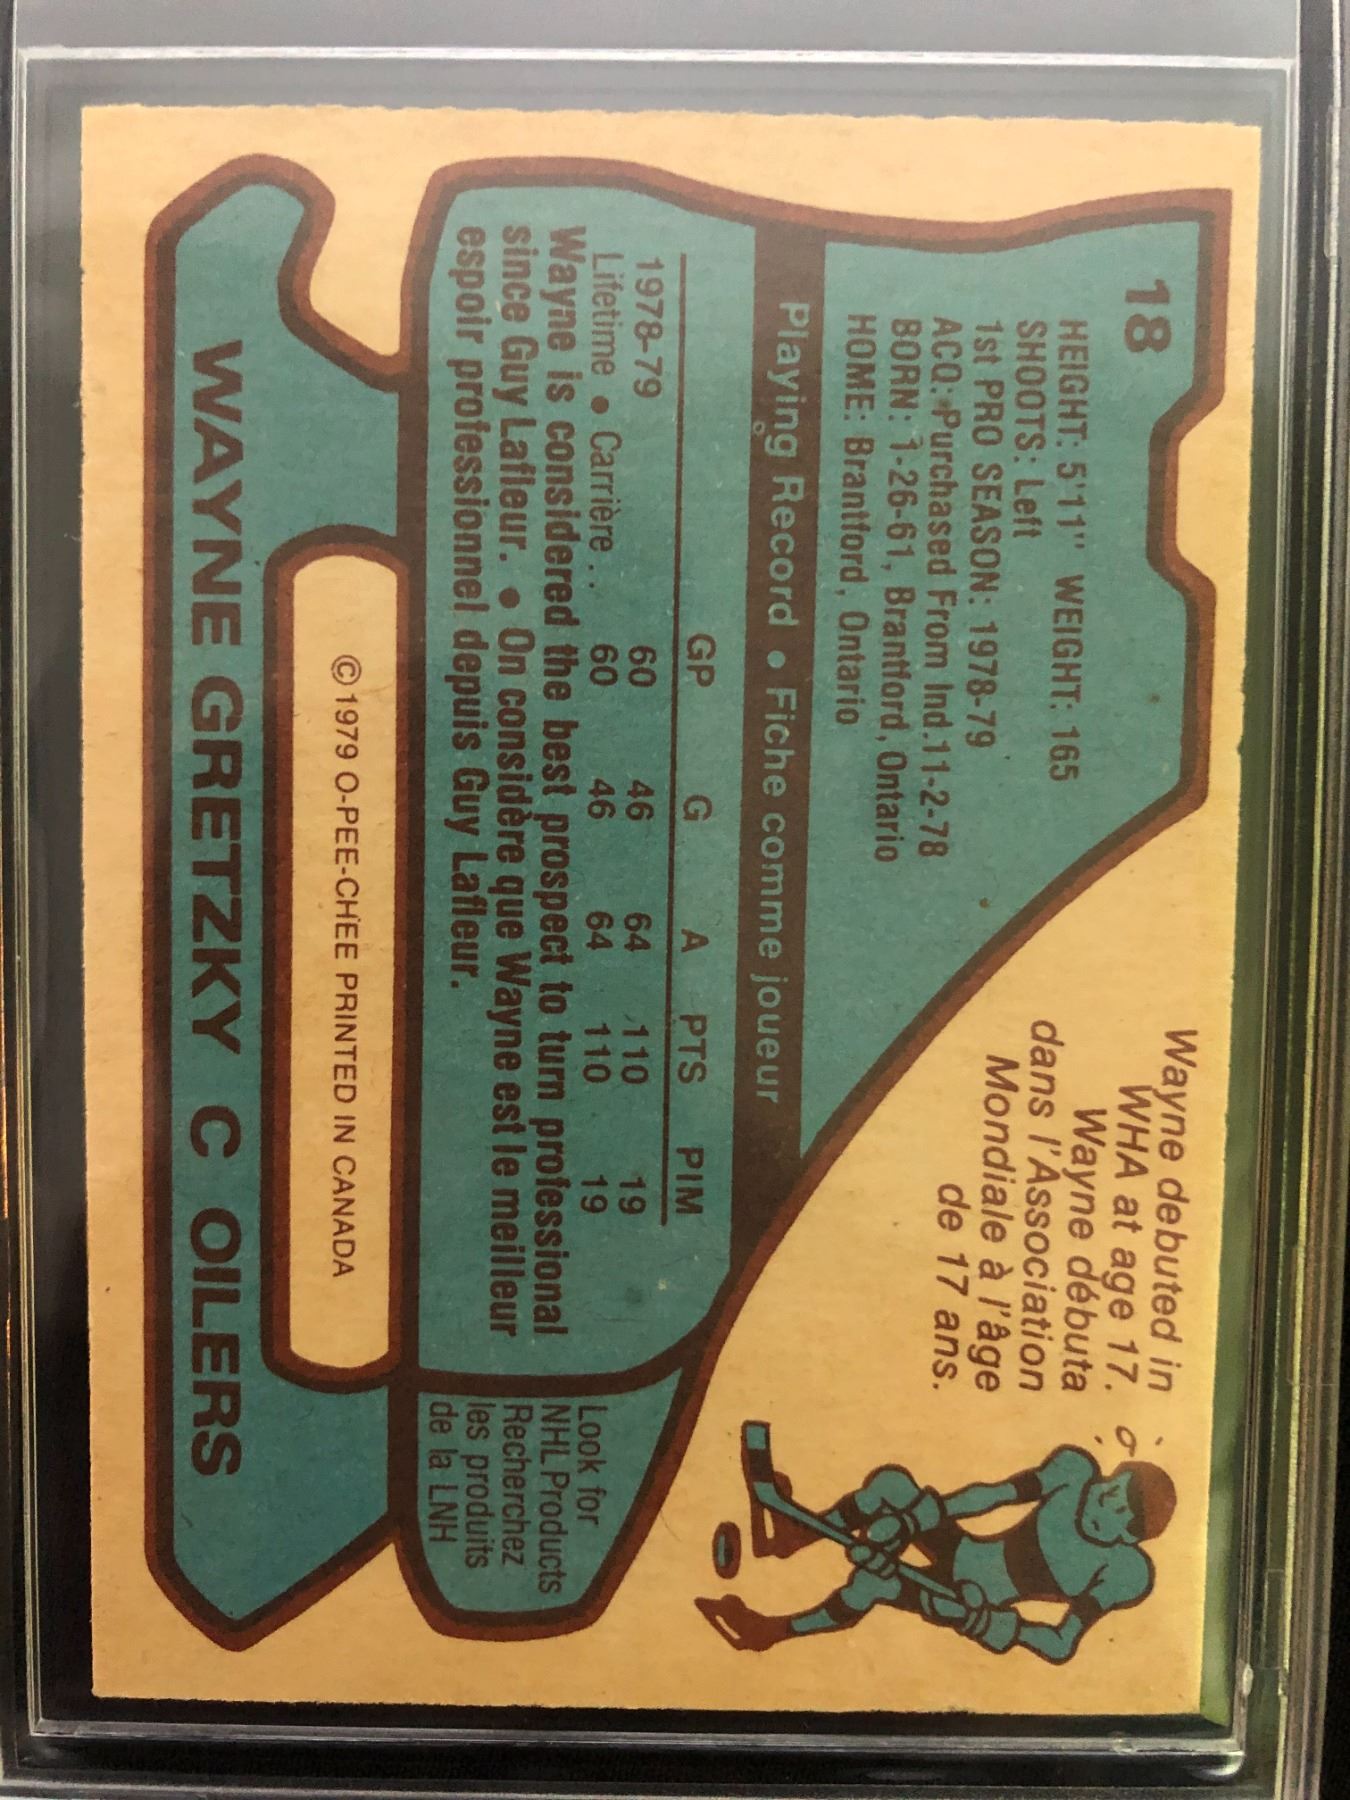 18
HEIGHT: 5'11" WEIGHT: 165
SHOOTS: Left
1st PRO SEASON: 1978-79
ACQ: Purchased From Ind. 11-2-78
BORN: 1-26-61, Brantford, Ontario
HOME: Brantford, Ontario
Wayne debuted in
WHA at age 17.
Wayne débuta
dans l'Association
Mondiale à l'âge
de 17 ans.
Playing Record • Fiche comme joueur
GP G A PTS PIM
1978-79 60 46 64 110 19
Lifetime • Carrière.. 60 46 64 110 19
Wayne is considered the best prospect to turn professional
since Guy Lafleur. • On considère que Wayne est le meilleur
espoir professionnel depuis Guy Lafleur.
Look for
NHL Products
Recherchez
les produits
de la LNH
©1979 O-PEE-CHEE PRINTED IN CANADA
WAYNE GRETZKY C OILERS